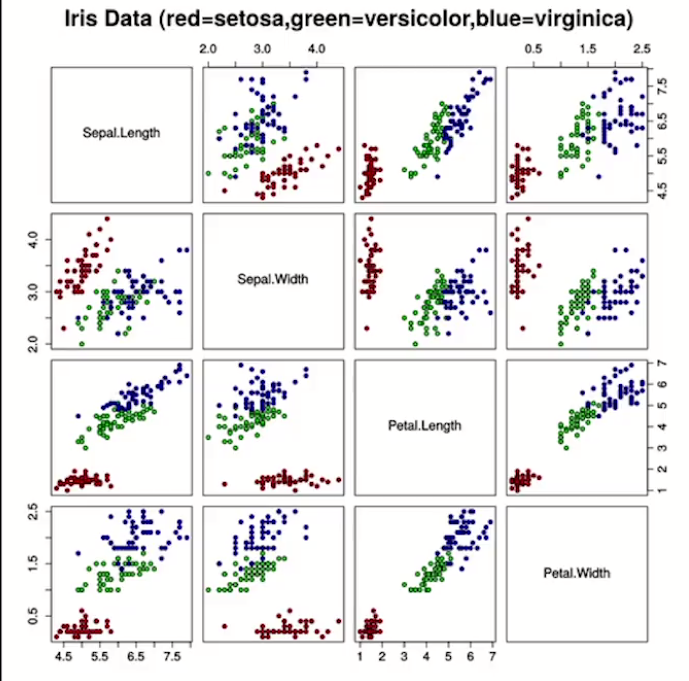 Iris Data (red=setosa,green=versicolor,blue=virginica)
2.0 3.0 4.0
0.5 1.5 2.5
Sepal.Length
4.5 5.5 6.5 7.5
2.0 3.0 4.0
Sepal.Width
Petal.Length
1 2 3 4 5 6 7
0.5 1.5 2.5
Petal.Width
4.5 5.5 6.5 7.5
1 2 3 4 5 6 7